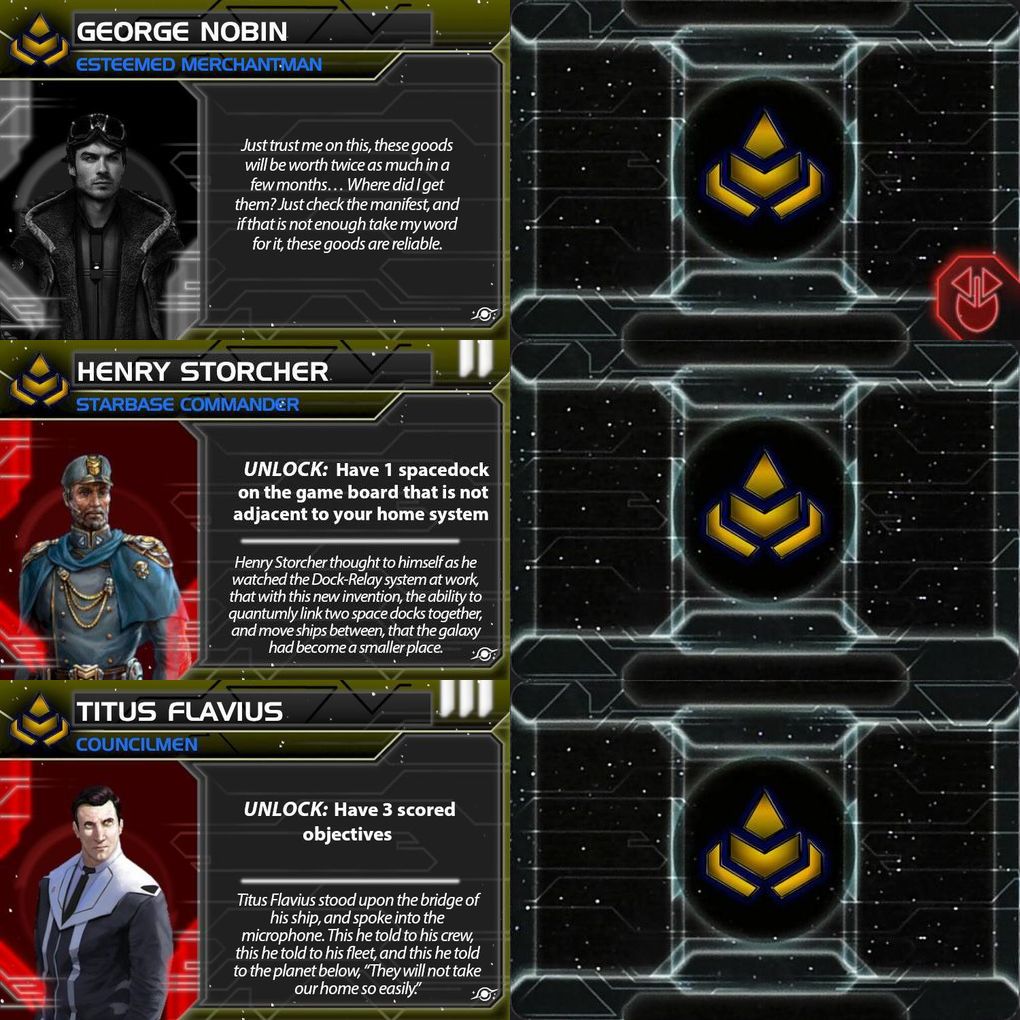 GEORGE NOBIN
ESTEEMED MERCHANTMAN
Just trust me on this, these goods
will be worth twice as much in a
few months... Where did I get
them? Just check the manifest, and
if that is not enough take my word
for it, these goods are reliable.
HENRY STORCHER
STARBASE COMMANDER
UNLOCK: Have 1 spacedock
on the game board that is not
adjacent to your home system
Henry Storcher thought to himself as he
watched the Dock-Relay system at work,
that with this new invention, the ability to
quantumly link two space docks together,
and move ships between, that the galaxy
had become a smaller place.
TITUS FLAVIUS
COUNCILMEN
UNLOCK: Have 3 scored
objectives
Titus Flavius stood upon the bridge of
his ship, and spoke into the
microphone. This he told to his crew,
this he told to his fleet, and this he told
to the planet below, “They will not take
our home so easily.”